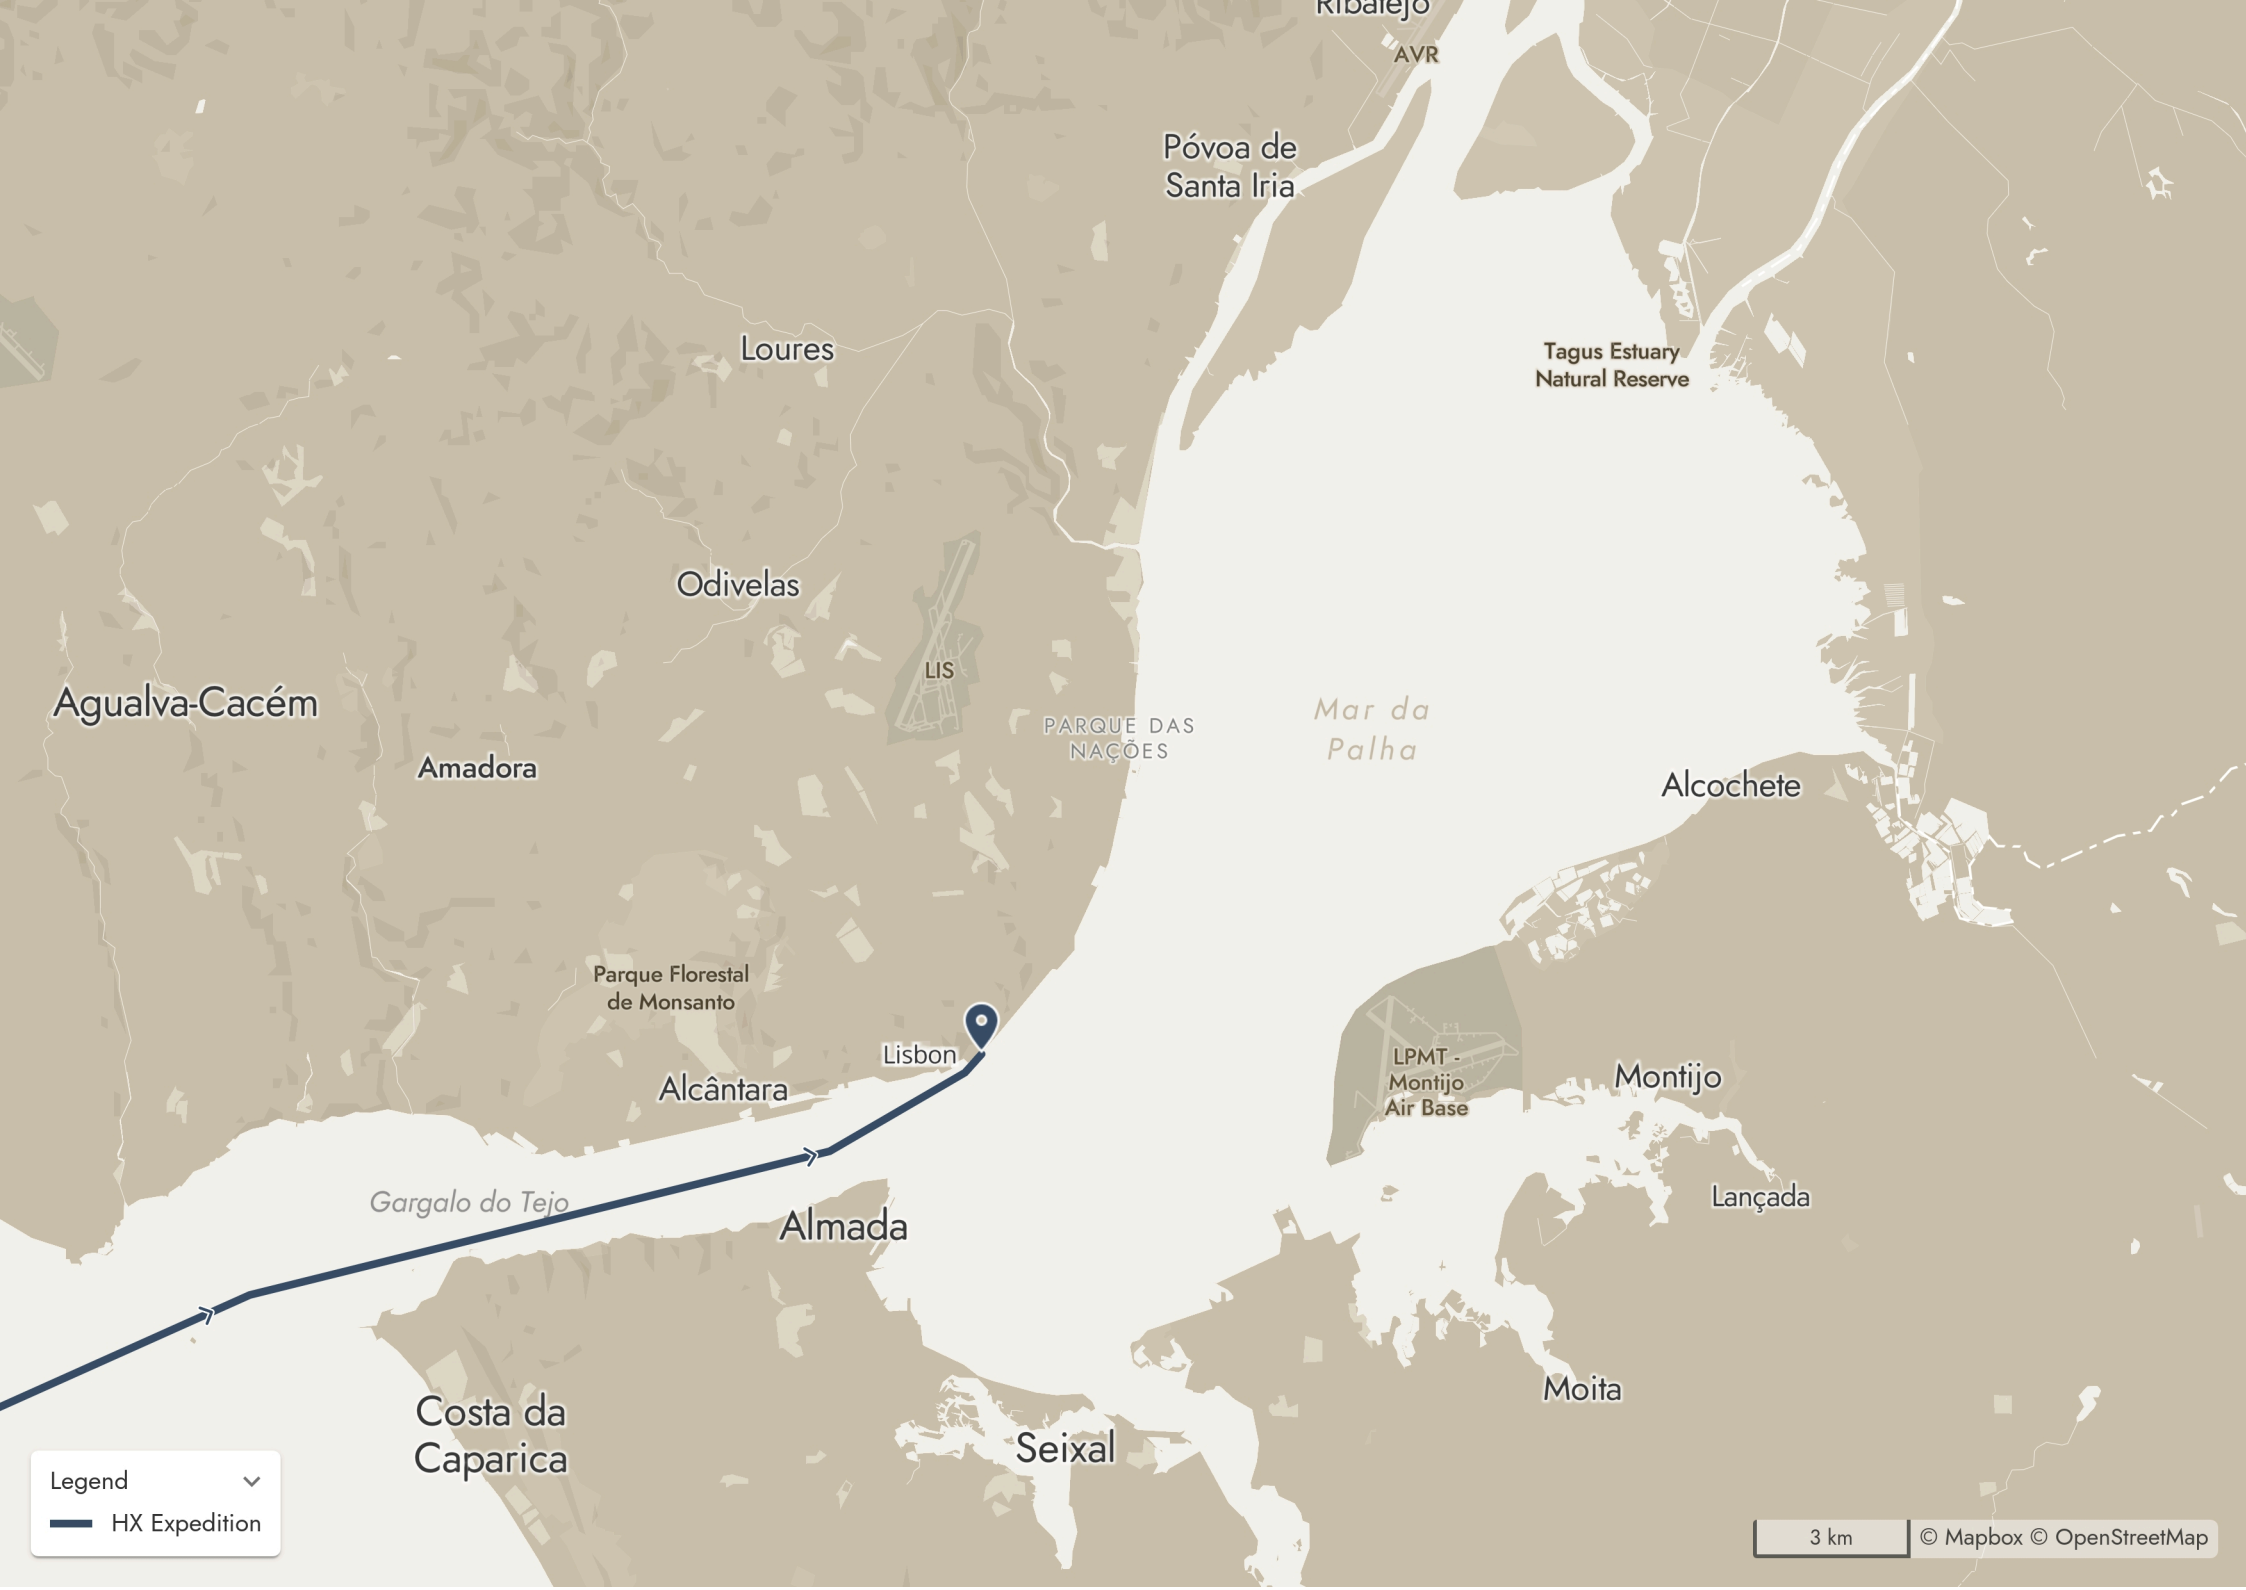 Ribatejo
AVR
Póvoa de
Santa Iria
Loures
Tagus Estuary
Natural Reserve
Odivelas
LIS
Agualva-Cacém
Amadora
PARQUE DAS
NAÇÕES
Mar da
Palha
Alcochete
Parque Florestal
de Monsanto
Lisbon
Alcântara
LPMT -
Montijo
Air Base
Montijo
Gargalo do Tejo
Almada
Lançada
Costa da
Caparica
Seixal
Moita
Legend
HX Expedition
3 km
© Mapbox © OpenStreetMap